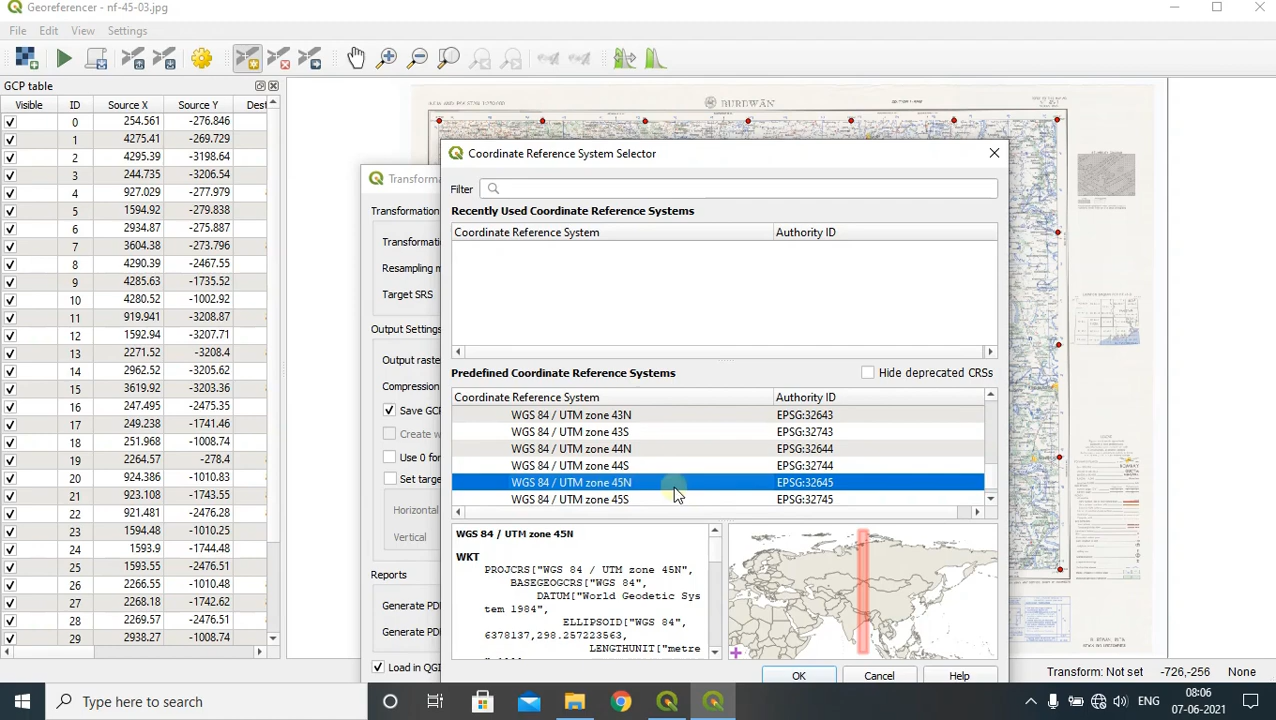 Georeferencer - nf-45-03.jpg
File Edit View Settings
GCP table
Visible ID Source X Source Y Dest
0 254.561 -276.846
1 4275.41 -269.729
2 4295.39 -3198.64
3 244.735 -3206.54
4 927.029 -277.979
5 1594.92 -279.838
6 2934.87 -275.887
7 3604.38 -273.796
8 4290.39 -2467.55
9 4285.65 -1735.52
10 4280.52 -1002.92
11 919.941 -3208.87
12 1592.94 -3207.71
13 2271.52 -3208.4
14 2962.52 -3205.62
15 3619.92 -3203.36
16 247.495 -2475.35
17 249.238 -1741.46
18 251.968 -1008.74
19 2264.57 -278.4
20 924.389
21 923.108
22 921.481 -2476.28
23 1594.48
24 1593.9 -1744.48
25 1593.55 -2476.51
26 2266.55 -1010.48
27 2268.18 -1742.62
28 2269.57 -2476.51
29 2938.27 -1008.74
BURDWAN
Transforma
Transformation
Transformation
Resampling m
Target SRS
Output Settings
Output raste
Compression
Save GC
Create w
Use 0 fo
Set
Vertical
Reports
Generate PD
Generate PD
Load in QGI
Coordinate Reference System Selector
Filter
Recently Used Coordinate Reference Systems
Coordinate Reference System Authority ID
Predefined Coordinate Reference Systems
Hide deprecated CRSs
Coordinate Reference System Authority ID
WGS 84 / UTM zone 43N EPSG:32643
WGS 84 / UTM zone 43S EPSG:32743
WGS 84 / UTM zone 44N EPSG:32644
WGS 84 / UTM zone 44S EPSG:32744
WGS 84 / UTM zone 45N EPSG:32645
WGS 84 / UTM zone 45S EPSG:32745
WGS 84 / UTM zone 45N
WKT
PROJCRS["WGS 84 / UTM zone 45N",
BASEGEOGCRS["WGS 84"
DATUM["World Geodetic Sys
tem 1984",
ELLIPSOID["WGS 84",
6378137,298.257223563,
LENGTHUNIT["metre
OK Cancel Help
Transform: Not set -726,-256 None
Type here to search
ENG
08:06
07-06-2021